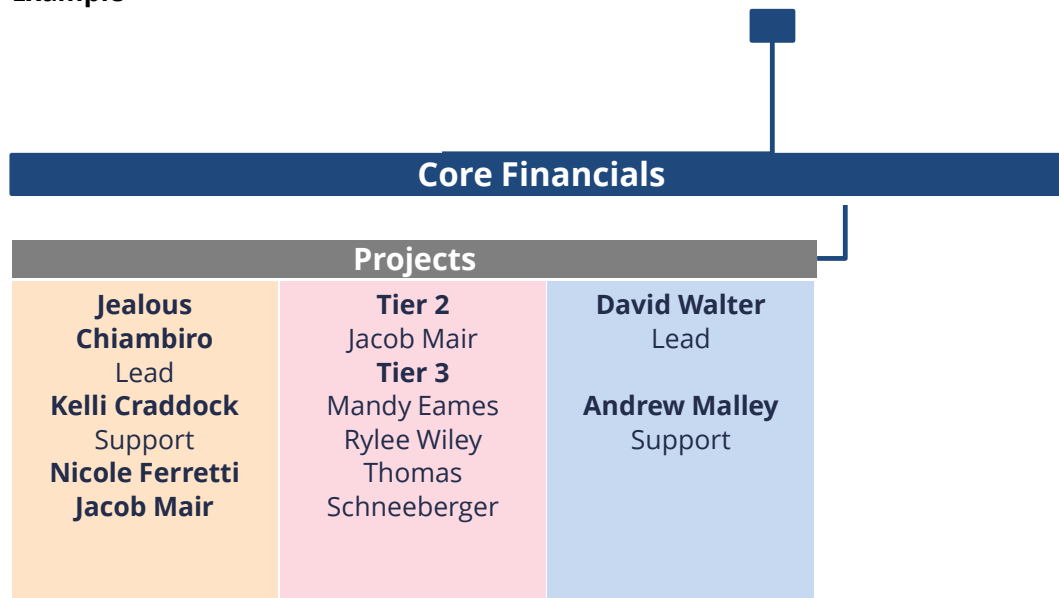 Example
Core Financials
Projects
Jealous
Chiambiro
Lead
Kelli Craddock
Support
Nicole Ferretti
Jacob Mair
Tier 2
Jacob Mair
Tier 3
Mandy Eames
Rylee Wiley
Thomas
Schneeberger
David Walter
Lead
Andrew Malley
Support